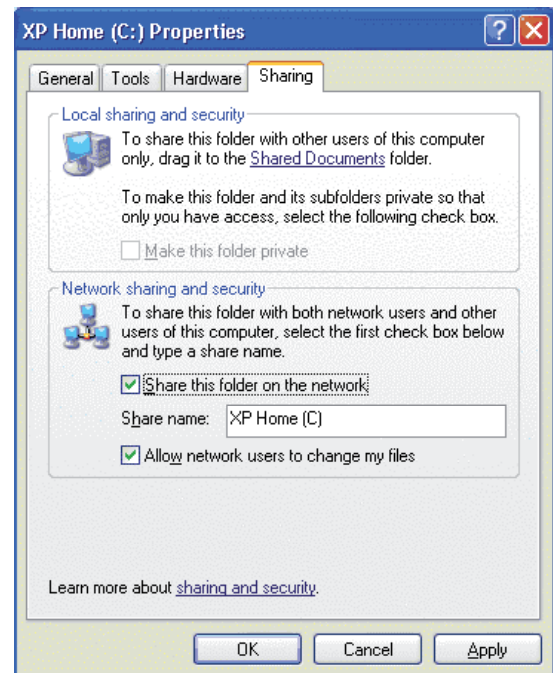 XP Home (C:) Properties
General Tools Hardware Sharing
Local sharing and security
To share this folder with other users of this computer
only, drag it to the Shared Documents folder.
To make this folder and its subfolders private so that
only you have access, select the following check box.
Make this folder private
Network sharing and security
To share this folder with both network users and other
users of this computer, select the first check box below
and type a share name.
Share this folder on the network
Share name: XP Home (C)
Allow network users to change my files
Learn more about sharing and security.
OK Cancel Apply